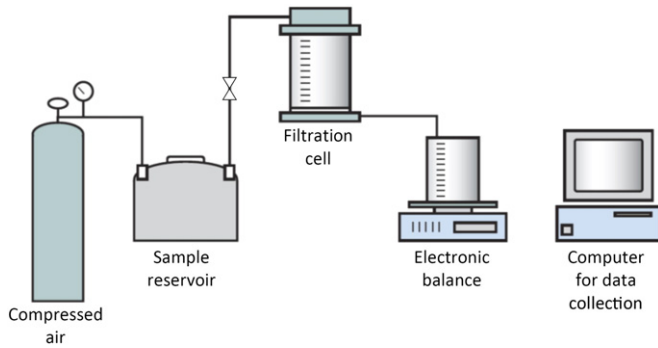 Filtration
cell
Sample
reservoir
Electronic
balance
Computer
for data
collection
Compressed
air